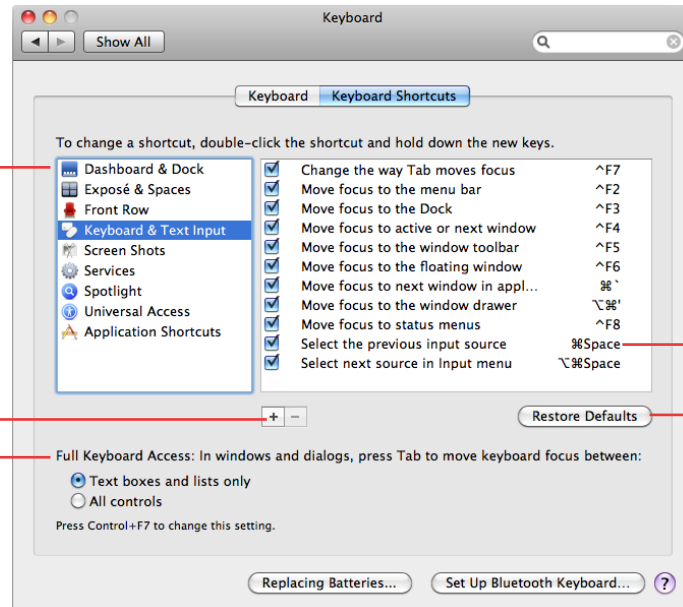 Keyboard
Show All
Keyboard Keyboard Shortcuts
To change a shortcut, double-click the shortcut and hold down the new keys.
Dashboard & Dock
Exposé & Spaces
Front Row
Keyboard & Text Input
Screen Shots
Services
Spotlight
Universal Access
Application Shortcuts
Change the way Tab moves focus ^F7
Move focus to the menu bar ^F2
Move focus to the Dock ^F3
Move focus to active or next window ^F4
Move focus to the window toolbar ^F5
Move focus to the floating window ^F6
Move focus to next window in appl... ⌘`
Move focus to the window drawer ⌥⌘'
Move focus to status menus ^F8
Select the previous input source ⌘Space
Select next source in Input menu ⌥⌘Space
+ − Restore Defaults
Full Keyboard Access: In windows and dialogs, press Tab to move keyboard focus between:
Text boxes and lists only
All controls
Press Control+F7 to change this setting.
Replacing Batteries... Set Up Bluetooth Keyboard... ?